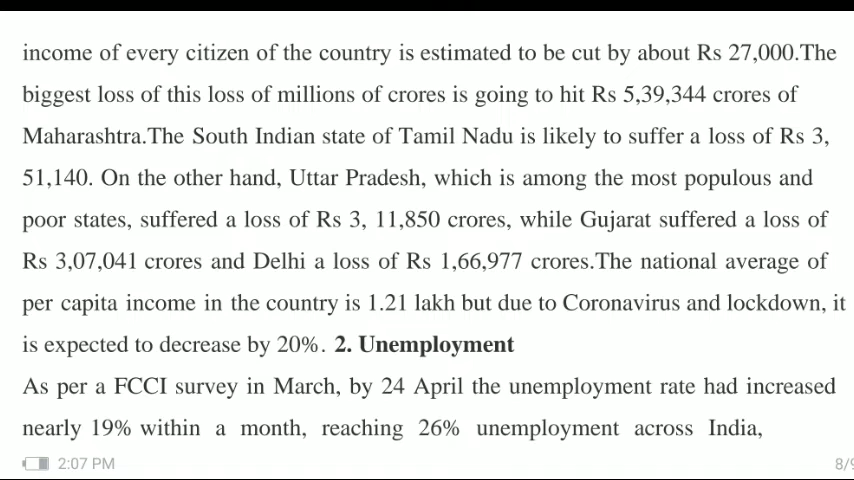 income of every citizen of the country is estimated to be cut by about Rs 27,000.The
biggest loss of this loss of millions of crores is going to hit Rs 5,39,344 crores of
Maharashtra.The South Indian state of Tamil Nadu is likely to suffer a loss of Rs 3,
51,140. On the other hand, Uttar Pradesh, which is among the most populous and
poor states, suffered a loss of Rs 3, 11,850 crores, while Gujarat suffered a loss of
Rs 3,07,041 crores and Delhi a loss of Rs 1,66,977 crores.The national average of
per capita income in the country is 1.21 lakh but due to Coronavirus and lockdown, it
is expected to decrease by 20%. 2. Unemployment
As per a FCCI survey in March, by 24 April the unemployment rate had increased
nearly 19% within a month, reaching 26% unemployment across India,
2:07 PM 8/9